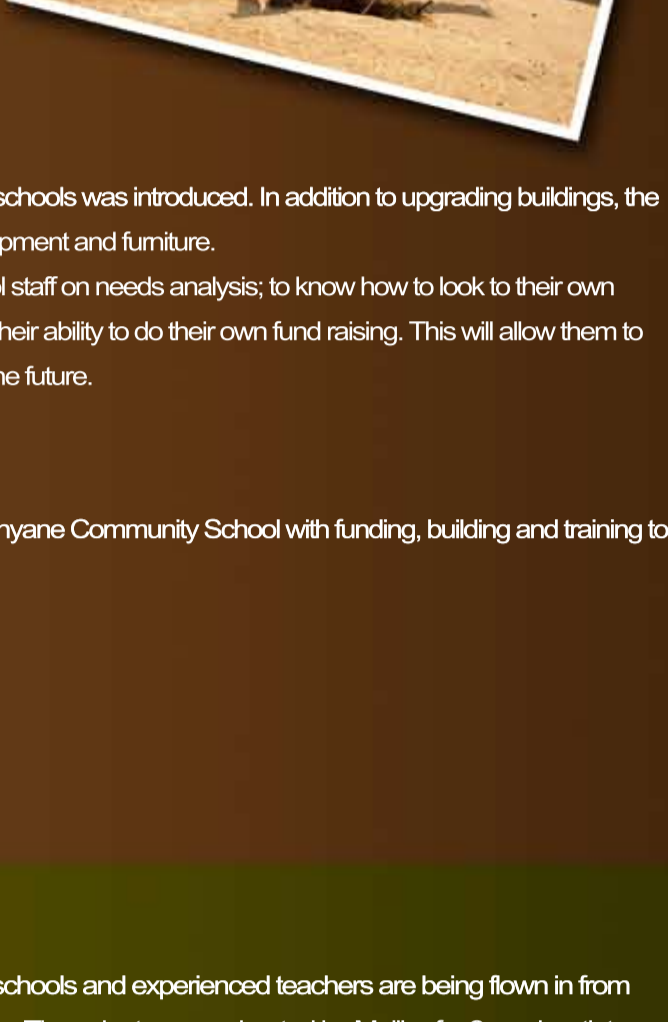 schools was introduced. In addition to upgrading buildings, the
pment and furniture.
l staff on needs analysis; to know how to look to their own
heir ability to do their own fund raising. This will allow them to
he future.
nyane Community School with funding, building and training to
schools and experienced teachers are being flown in from